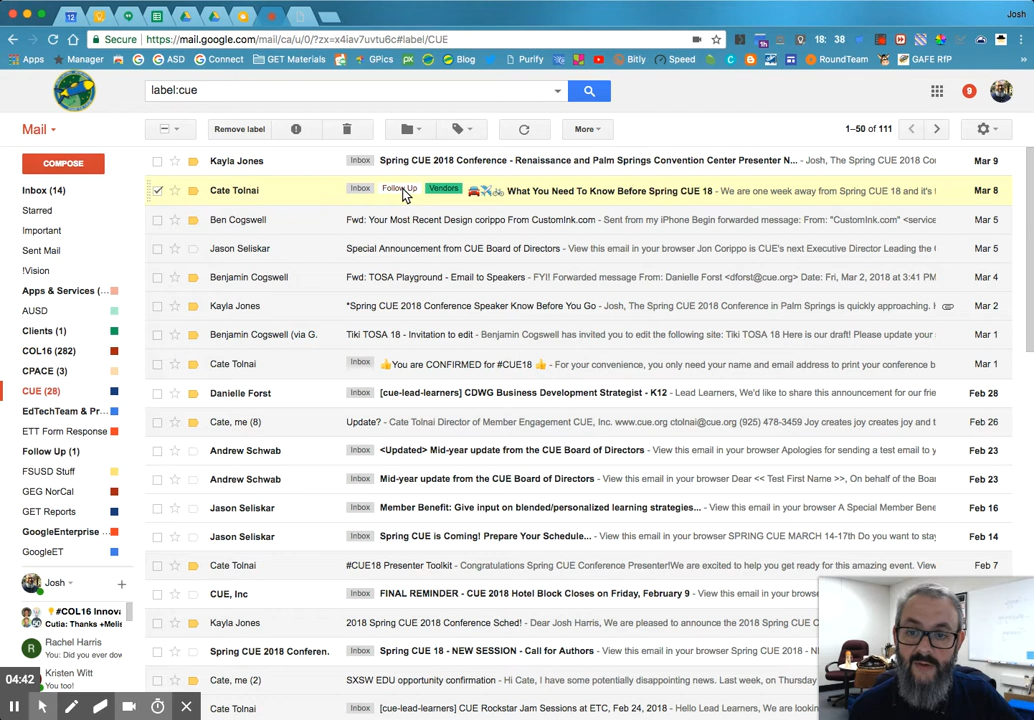 12
Josh
Secure https://mail.google.com/mail/ca/u/0/?zx=x4iav7uvtu6c#label/CUE
1h
18: 38
Apps Manager ASD Connect GET Materials GPics Blog Purify Bitly Speed RoundTeam GAFE RfP
label:cue
9
Mail
Remove label
More
1–50 of 111
COMPOSE
Inbox (14)
Starred
Important
Sent Mail
!Vision
Apps & Services (...
AUSD
Clients (1)
COL16 (282)
CPACE (3)
CUE (28)
EdTechTeam & Pr...
ETT Form Response
Follow Up (1)
FSUSD Stuff
GEG NorCal
GET Reports
GoogleEnterprise ...
GoogleET
Josh
#COL16 Innova
Cutia: Thanks +Melis
Rachel Harris
You: Did you ever dow
Kristen Witt
You too!
Kayla Jones Inbox Spring CUE 2018 Conference - Renaissance and Palm Springs Convention Center Presenter N... - Josh, The Spring CUE 2018 Confe Mar 9
Cate Tolnai Inbox Follow Up Vendors What You Need To Know Before Spring CUE 18 - We are one week away from Spring CUE and it's t Mar 8
Ben Cogswell Fwd: Your Most Recent Design corippo From CustomInk.com - Sent from my iPhone Begin forwarded message: From: "CustomInk.com" <service Mar 5
Jason Seliskar Special Announcement from CUE Board of Directors - View this email in your browser Jon Corippo is CUE's next Executive Director Leading the Mar 5
Benjamin Cogswell Fwd: TOSA Playground - Email to Speakers - FYI! Forwarded message From: Danielle Forst <dforst@cue.org> Date: Fri, Mar 2, 2018 at 3:41 PM Mar 4
Kayla Jones *Spring CUE 2018 Conference Speaker Know Before You Go - Josh, The Spring CUE 2018 Conference in Palm Springs is quickly approaching. Mar 2
Benjamin Cogswell (via G. Tiki TOSA 18 - Invitation to edit - Benjamin Cogswell has invited you to edit the following site: Tiki TOSA 18 Here is our draft! Please update your Mar 1
Cate Tolnai Inbox You are CONFIRMED for #CUE18 - For your convenience, you only need your name and email address to print your conference b Mar 1
Danielle Forst Inbox [cue-lead-learners] CDWG Business Development Strategist - K12 - Lead Learners, We'd like to share this announcement for our frie Feb 28
Cate, me (8) Update? - Cate Tolnai Director of Member Engagement CUE, Inc. www.cue.org ctolnai@cue.org (925) 478-3459 Joy creates joy creates joy and t Feb 26
Andrew Schwab Inbox <Updated> Mid-year update from the CUE Board of Directors - View this email in your browser Apologies for sending a test email to y Feb 23
Andrew Schwab Inbox Mid-year update from the CUE Board of Directors - View this email in your browser Dear << Test First Name >>, On behalf of the Boa Feb 23
Jason Seliskar Inbox Member Benefit: Give input on blended/personalized learning strategies... - View this email in your browser A Special Member Bene Feb 16
Jason Seliskar Inbox Spring CUE is Coming! Prepare Your Schedule... - View this email in your browser SPRING CUE MARCH 14-17th Do you want to stay Feb 14
Cate Tolnai #CUE18 Presenter Toolkit - Congratulations Spring CUE Conference Presenter!We are excited to help you get ready for this amazing event. View Feb 7
CUE, Inc Inbox FINAL REMINDER - CUE 2018 Hotel Block Closes on Friday, February 9 - View this email in your browser
Kayla Jones 2018 Spring CUE Conference Sched! - Dear Josh Harris, We are pleased to announce the 2018 Spring CUE
Spring CUE 2018 Conferen. Inbox Spring CUE 18 - NEW SESSION - Call for Authors - View this email in your browser Spring CUE 2018 -
Cate, me (2) Inbox SXSW EDU opportunity confirmation - Hi Cate, I have some potentially disappointing news. Last week, on Thursday
Cate Tolnai Inbox [cue-lead-learners] CUE Rockstar Jam Sessions at ETC, Feb 24, 2018 - Hello Lead Learners,
04:42